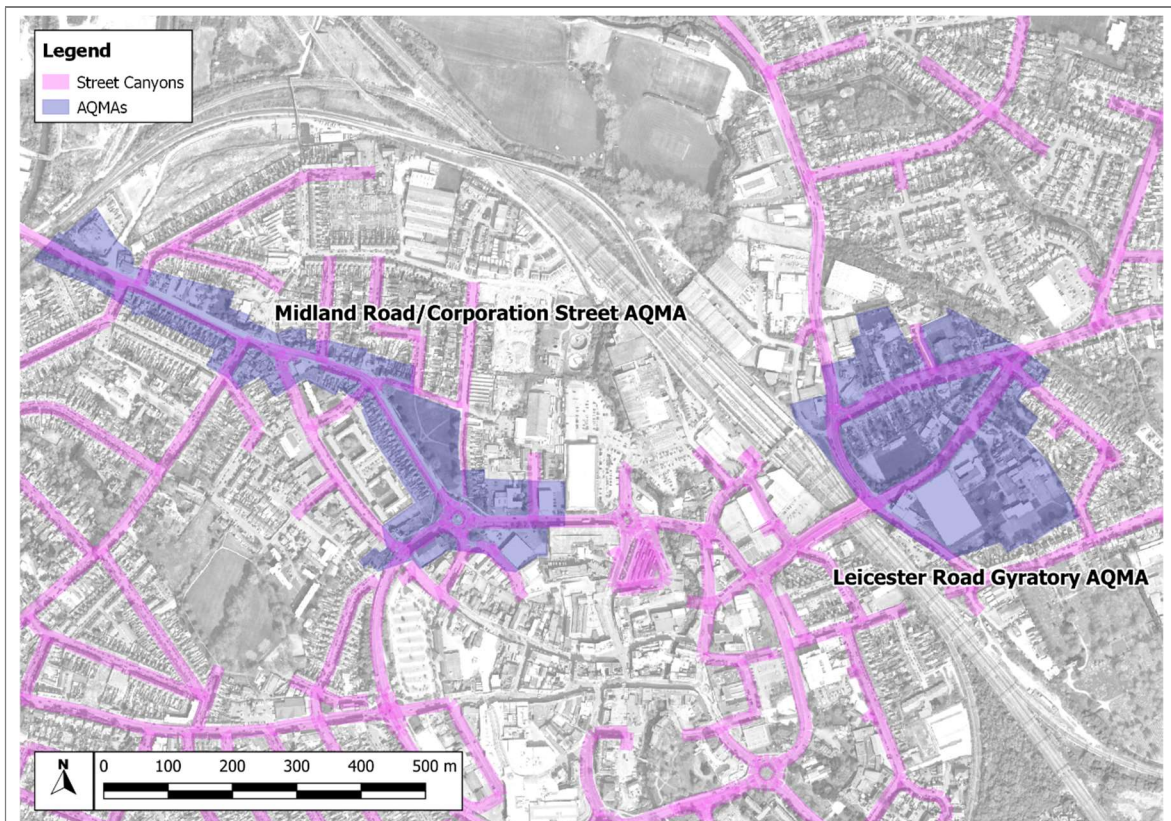 Legend
Street Canyons
AQMAs
Midland Road/Corporation Street AQMA
Leicester Road Gyratory AQMA
N
0 100 200 300 400 500 m